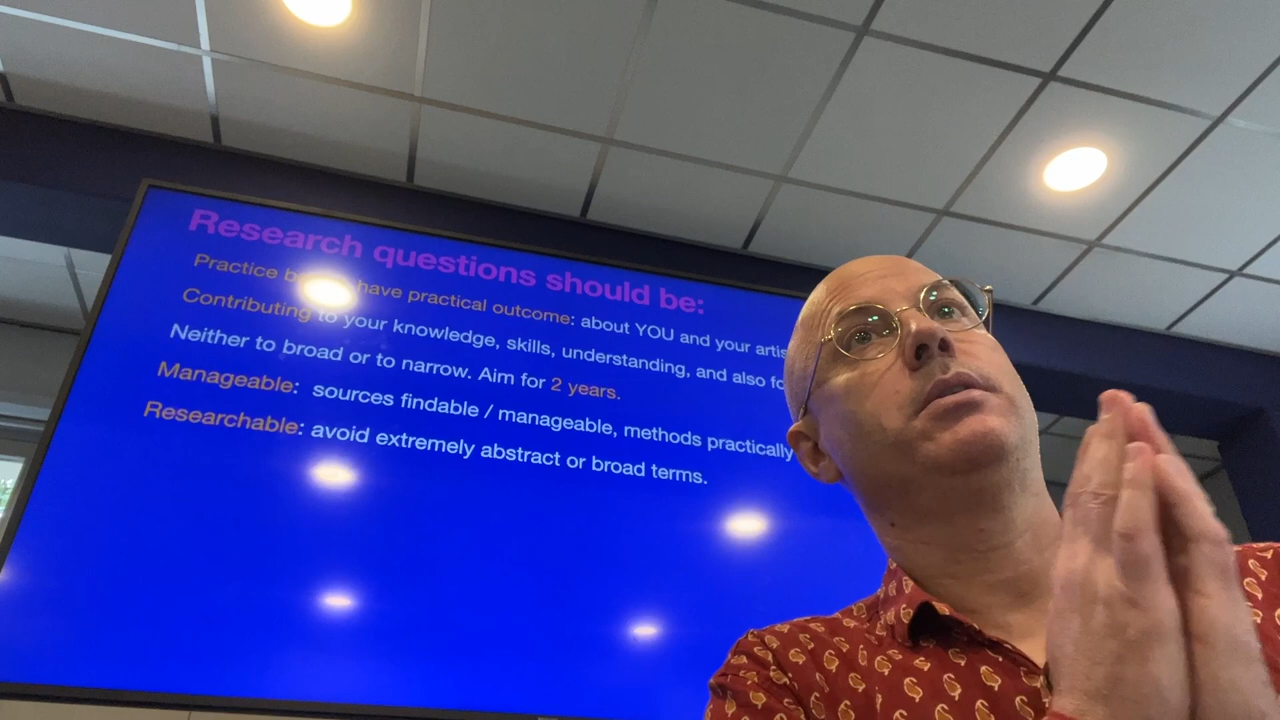 Research questions should be:
Practice have practical outcome: about YOU and your
Contributing to your knowledge, skills, understanding, and also
Neither to broad or to narrow. Aim for 2 years.
Manageable: sources findable / manageable, methods practically
Researchable: avoid extremely abstract or broad terms.